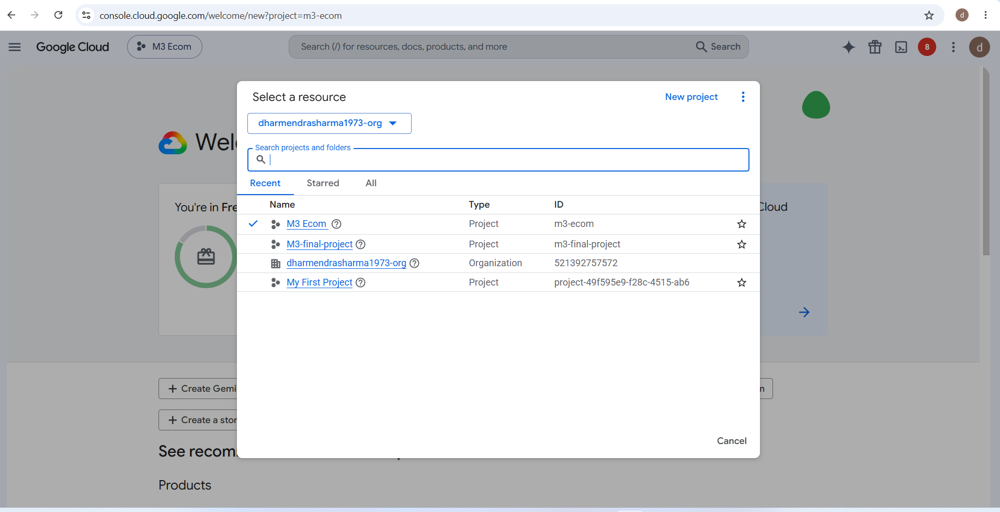 console.cloud.google.com/welcome/new?project=m3-ecom
d
Google Cloud
M3 Ecom
Search (/) for resources, docs, products, and more
Search
8
d
Select a resource
New project
dharmendrasharma1973-org
Search projects and folders
Recent Starred All
Name Type ID
M3 Ecom Project m3-ecom
M3-final-project Project m3-final-project
dharmendrasharma1973-org Organization 521392757572
My First Project Project project-49f595e9-f28c-4515-ab6
Cancel
Wel
You're in Fre
Cloud
Create Gemi
n
Create a stor
See recom
Products